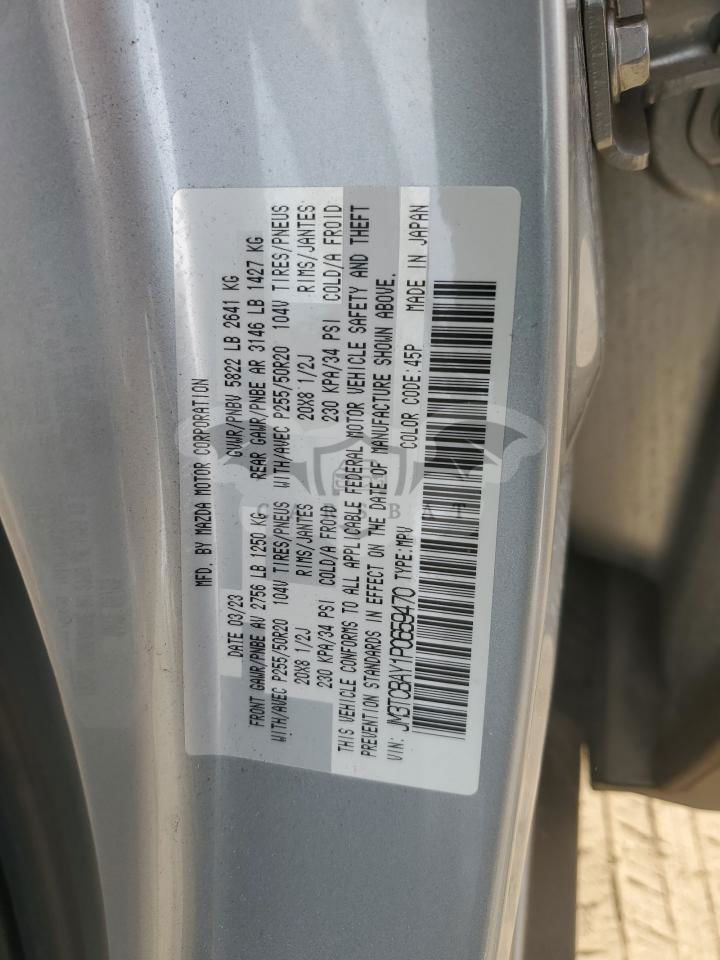 MFD. BY MAZDA MOTOR CORPORATION
DATE 03/23 GVWR/PNBV 5822 LB 2641 KG
FRONT GAWR/PNBE AV 2756 LB 1250 KG REAR GAWR/PNBE AR 3146 LB 1427 KG
WITH/AVEC P255/50R20 104V TIRES/PNEUS WITH/AVEC P255/50R20 104V TIRES/PNEUS
20X8 1/2J RIMS/JANTES 20X8 1/2J RIMS/JANTES
230 KPA/34 PSI COLD/A FROID 230 KPA/34 PSI COLD/A FROID
THIS VEHICLE CONFORMS TO ALL APPLICABLE FEDERAL MOTOR VEHICLE SAFETY AND THEFT
PREVENTION STANDARDS IN EFFECT ON THE DATE OF MANUFACTURE SHOWN ABOVE.
VIN: JM3TCBAY1P0659470 TYPE:MPV COLOR CODE:45P MADE IN JAPAN